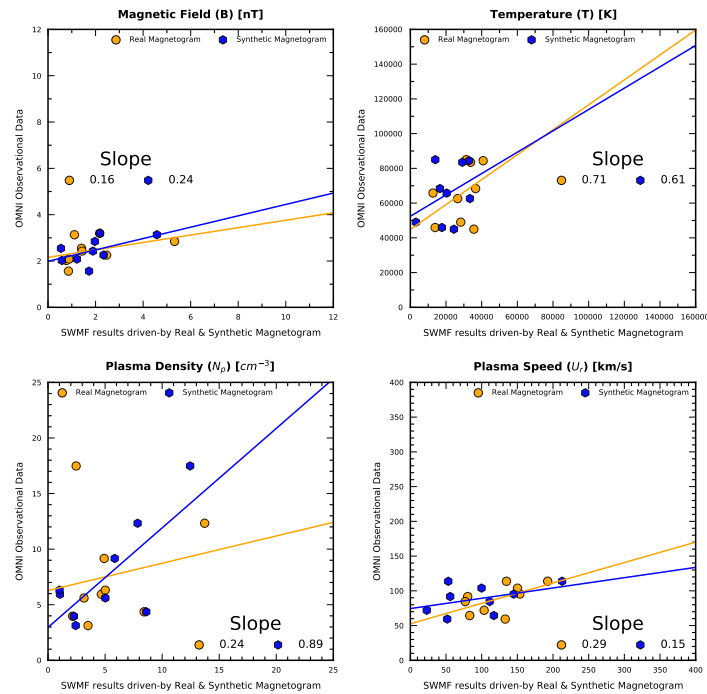 Magnetic Field (B) [nT]
Real Magnetogram Synthetic Magnetogram
12
10
8
6
4
2
0
OMNI Observational Data
Slope
0.16 0.24
0 2 4 6 8 10 12
SWMF results driven-by Real & Synthetic Magnetogram
Temperature (T) [K]
Real Magnetogram Synthetic Magnetogram
160000
140000
120000
100000
80000
60000
40000
20000
0
OMNI Observational Data
Slope
0.71 0.61
0 20000 40000 60000 80000 100000 120000 140000 160000
SWMF results driven-by Real & Synthetic Magnetogram
Plasma Density (N_p) [cm^{-3}]
Real Magnetogram Synthetic Magnetogram
25
20
15
10
5
0
OMNI Observational Data
Slope
0.24 0.89
0 5 10 15 20 25
SWMF results driven-by Real & Synthetic Magnetogram
Plasma Speed (U_r) [km/s]
Real Magnetogram Synthetic Magnetogram
400
350
300
250
200
150
100
50
0
OMNI Observational Data
Slope
0.29 0.15
0 50 100 150 200 250 300 350 400
SWMF results driven-by Real & Synthetic Magnetogram